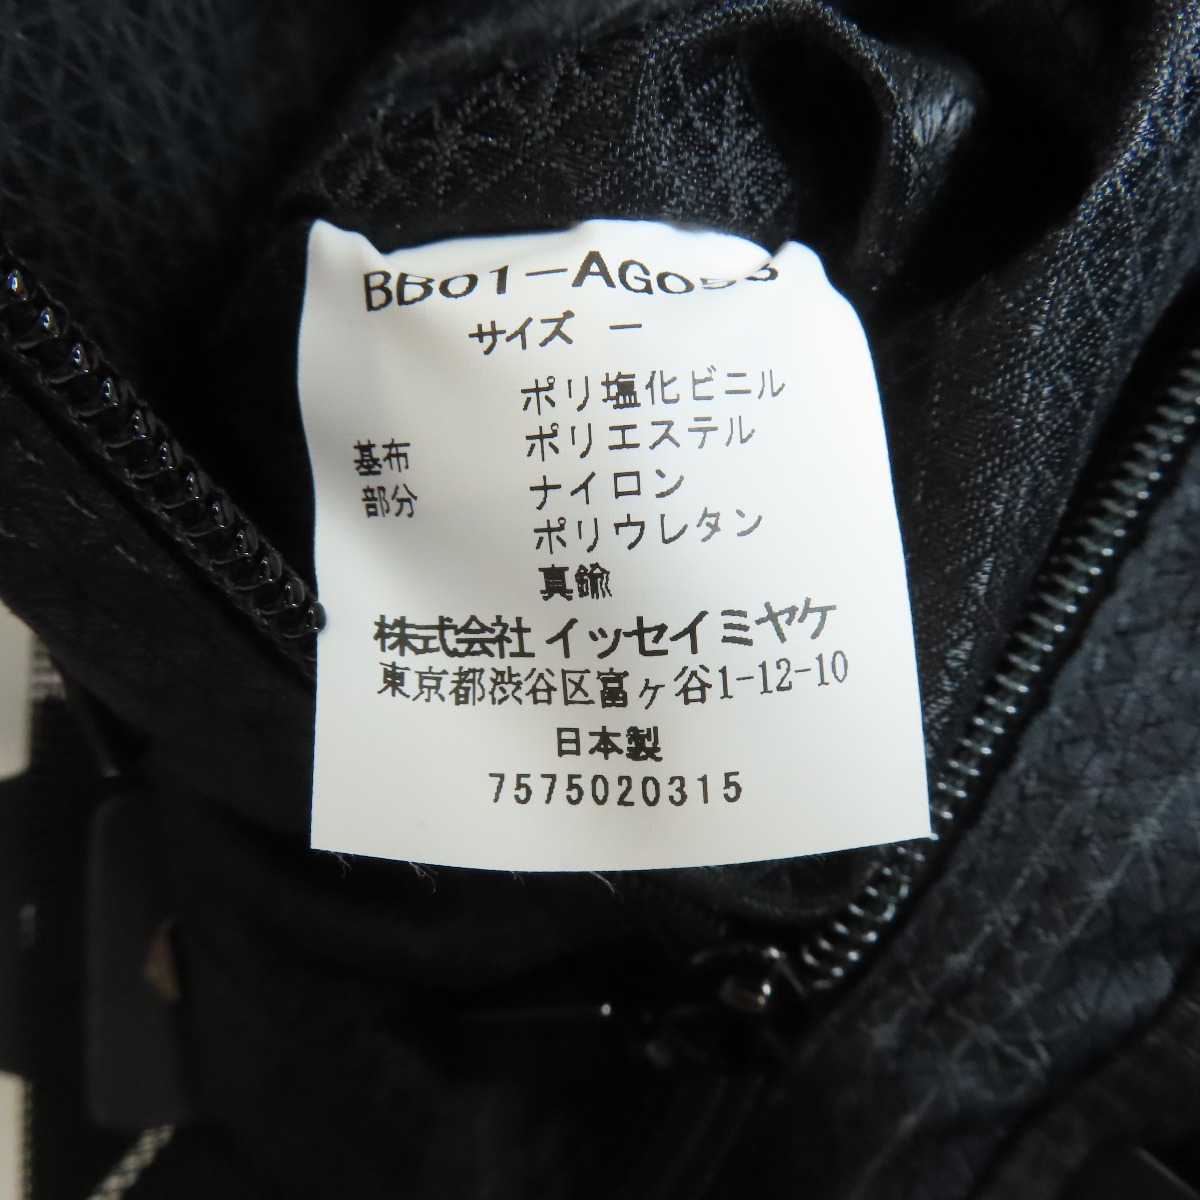 サイズ ー
ポリ塩化ビニル
基布 ポリエステル
部分 ナイロン
ポリウレタン
真鍮
株式会社 イッセイミヤケ
東京都渋谷区富ヶ谷1-12-10
日本製
7575020315